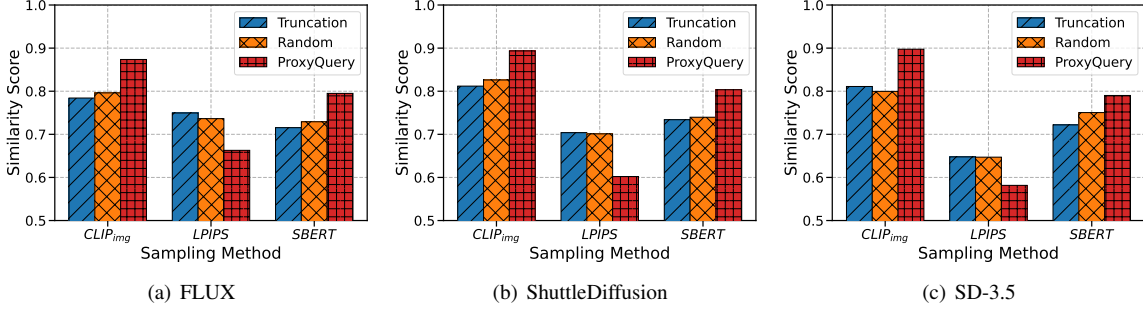 Similarity Score
1.0
0.9
0.8
0.7
0.6
0.5
Truncation
Random
ProxyQuery
CLIP_img LPIPS SBERT
Sampling Method
(a) FLUX
Similarity Score
1.0
0.9
0.8
0.7
0.6
0.5
Truncation
Random
ProxyQuery
CLIP_img LPIPS SBERT
Sampling Method
(b) ShuttleDiffusion
Similarity Score
1.0
0.9
0.8
0.7
0.6
0.5
Truncation
Random
ProxyQuery
CLIP_img LPIPS SBERT
Sampling Method
(c) SD-3.5